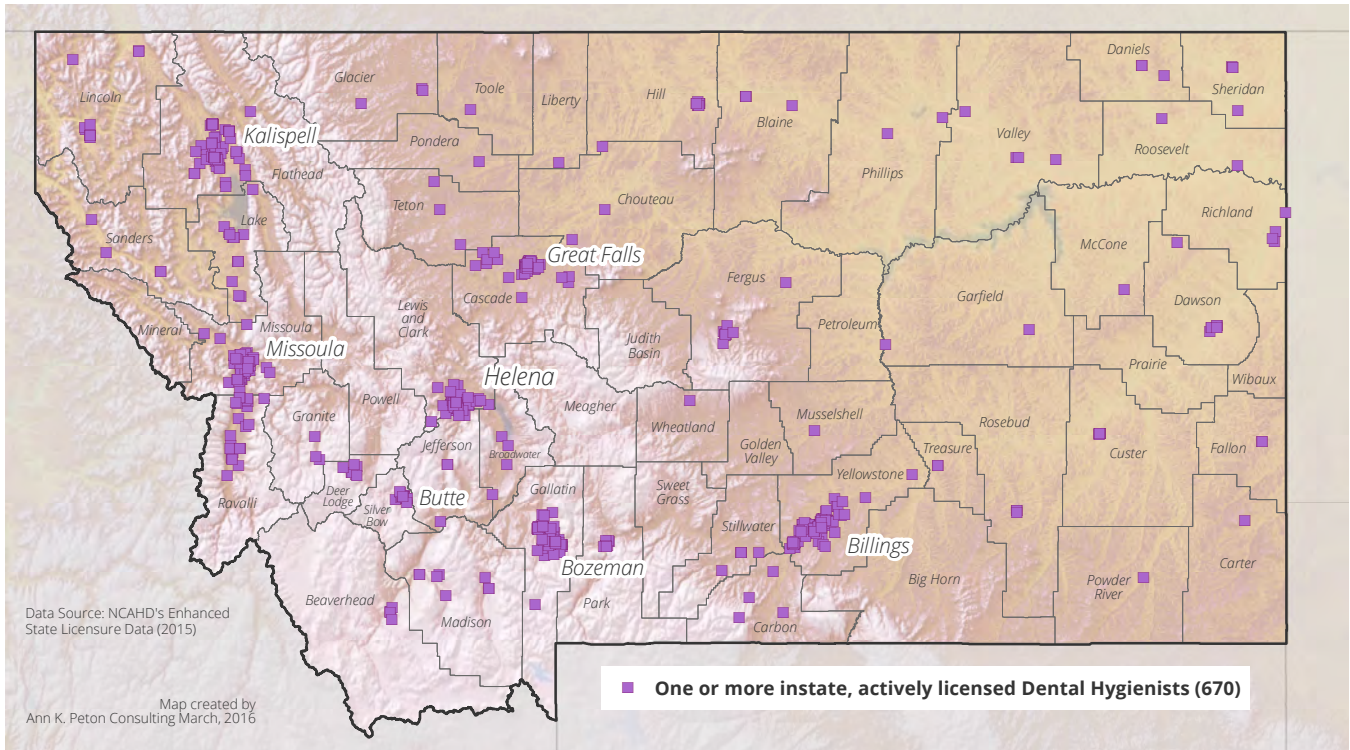 Daniels
Sheridan
Glacier
Toole
Liberty
Hill
Blaine
Lincoln
Kalispell
Pondera
Valley
Roosevelt
Flathead
Phillips
Teton
Chouteau
Lake
Sanders
Richland
McCone
Great Falls
Fergus
Cascade
Garfield
Dawson
Lewis
and
Clark
Mineral
Missoula
Judith
Basin
Petroleum
Missoula
Prairie
Wibaux
Helena
Powell
Meagher
Granite
Wheatland
Musselshell
Rosebud
Jefferson
Broadwater
Golden
Valley
Treasure
Custer
Fallon
Yellowstone
Deer
Lodge
Butte
Gallatin
Sweet
Grass
Ravalli
Silver
Bow
Stillwater
Billings
Bozeman
Carter
Big Horn
Powder
River
Beaverhead
Park
Madison
Carbon
Data Source: NCAHD's Enhanced
State Licensure Data (2015)
One or more instate, actively licensed Dental Hygienists (670)
Map created by
Ann K. Peton Consulting March, 2016